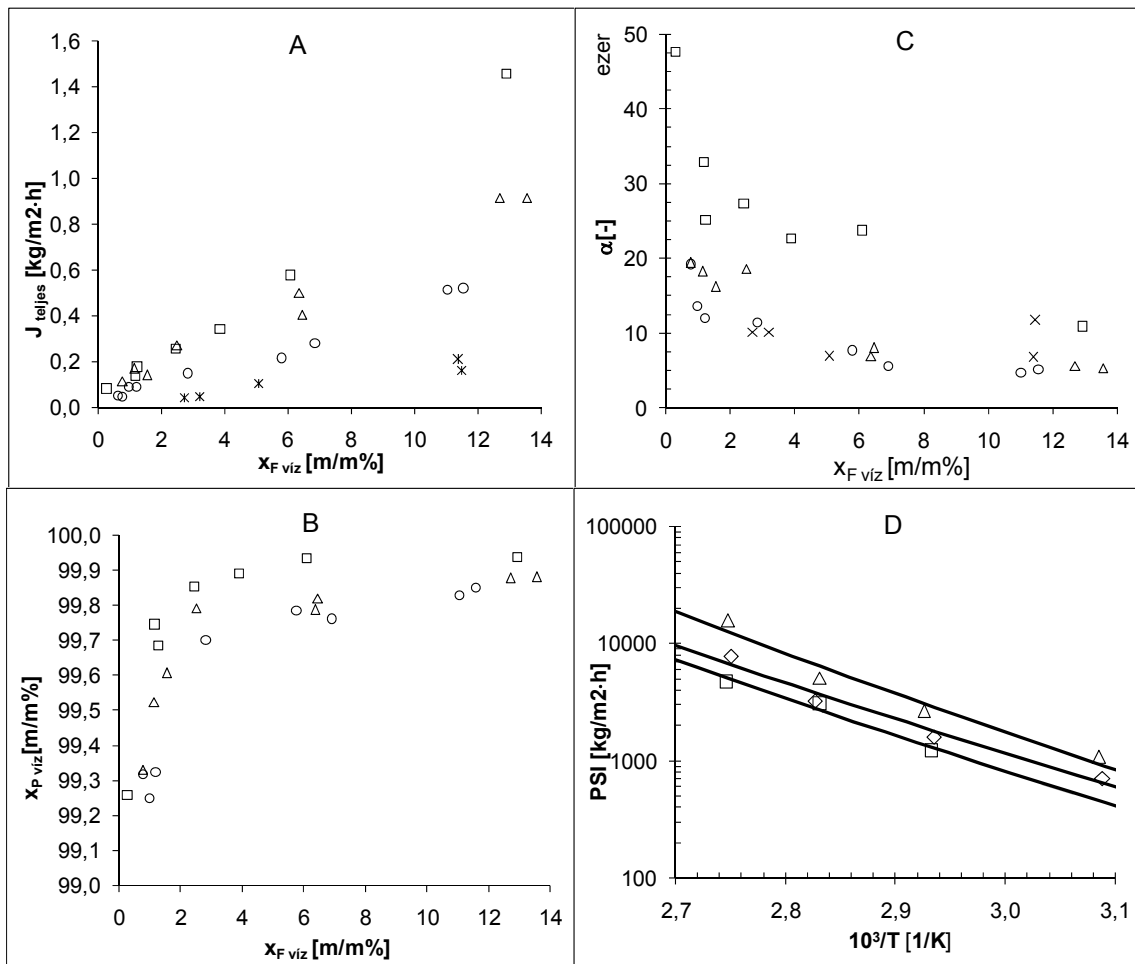 A
1,6
1,4
1,2
1,0
0,8
0,6
0,4
0,2
0,0
J teljes [kg/m2·h]
0 2 4 6 8 10 12 14
xF víz [m/m%]
C
ezer
50
45
40
35
30
25
20
15
10
5
0
α[-]
0 2 4 6 8 10 12 14
xF víz [m/m%]
B
100,0
99,9
99,8
99,7
99,6
99,5
99,4
99,3
99,2
99,1
99,0
xP víz[m/m%]
0 2 4 6 8 10 12 14
xF víz [m/m%]
D
100000
10000
1000
100
PSI [kg/m2·h]
2,7 2,8 2,9 3,0 3,1
10³/T [1/K]